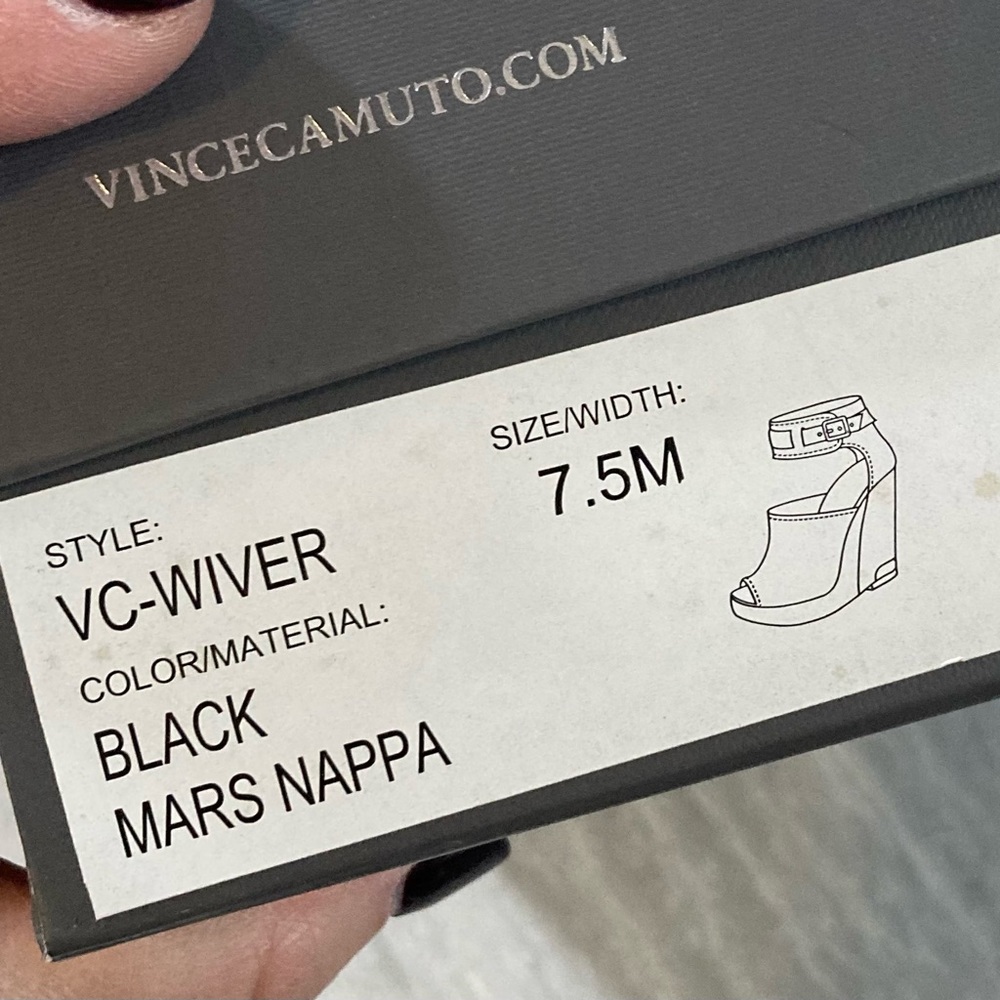 VINCECAMUTO.COM
STYLE:
VC-WIVER
COLOR/MATERIAL:
BLACK
MARS NAPPA
SIZE/WIDTH:
7.5M